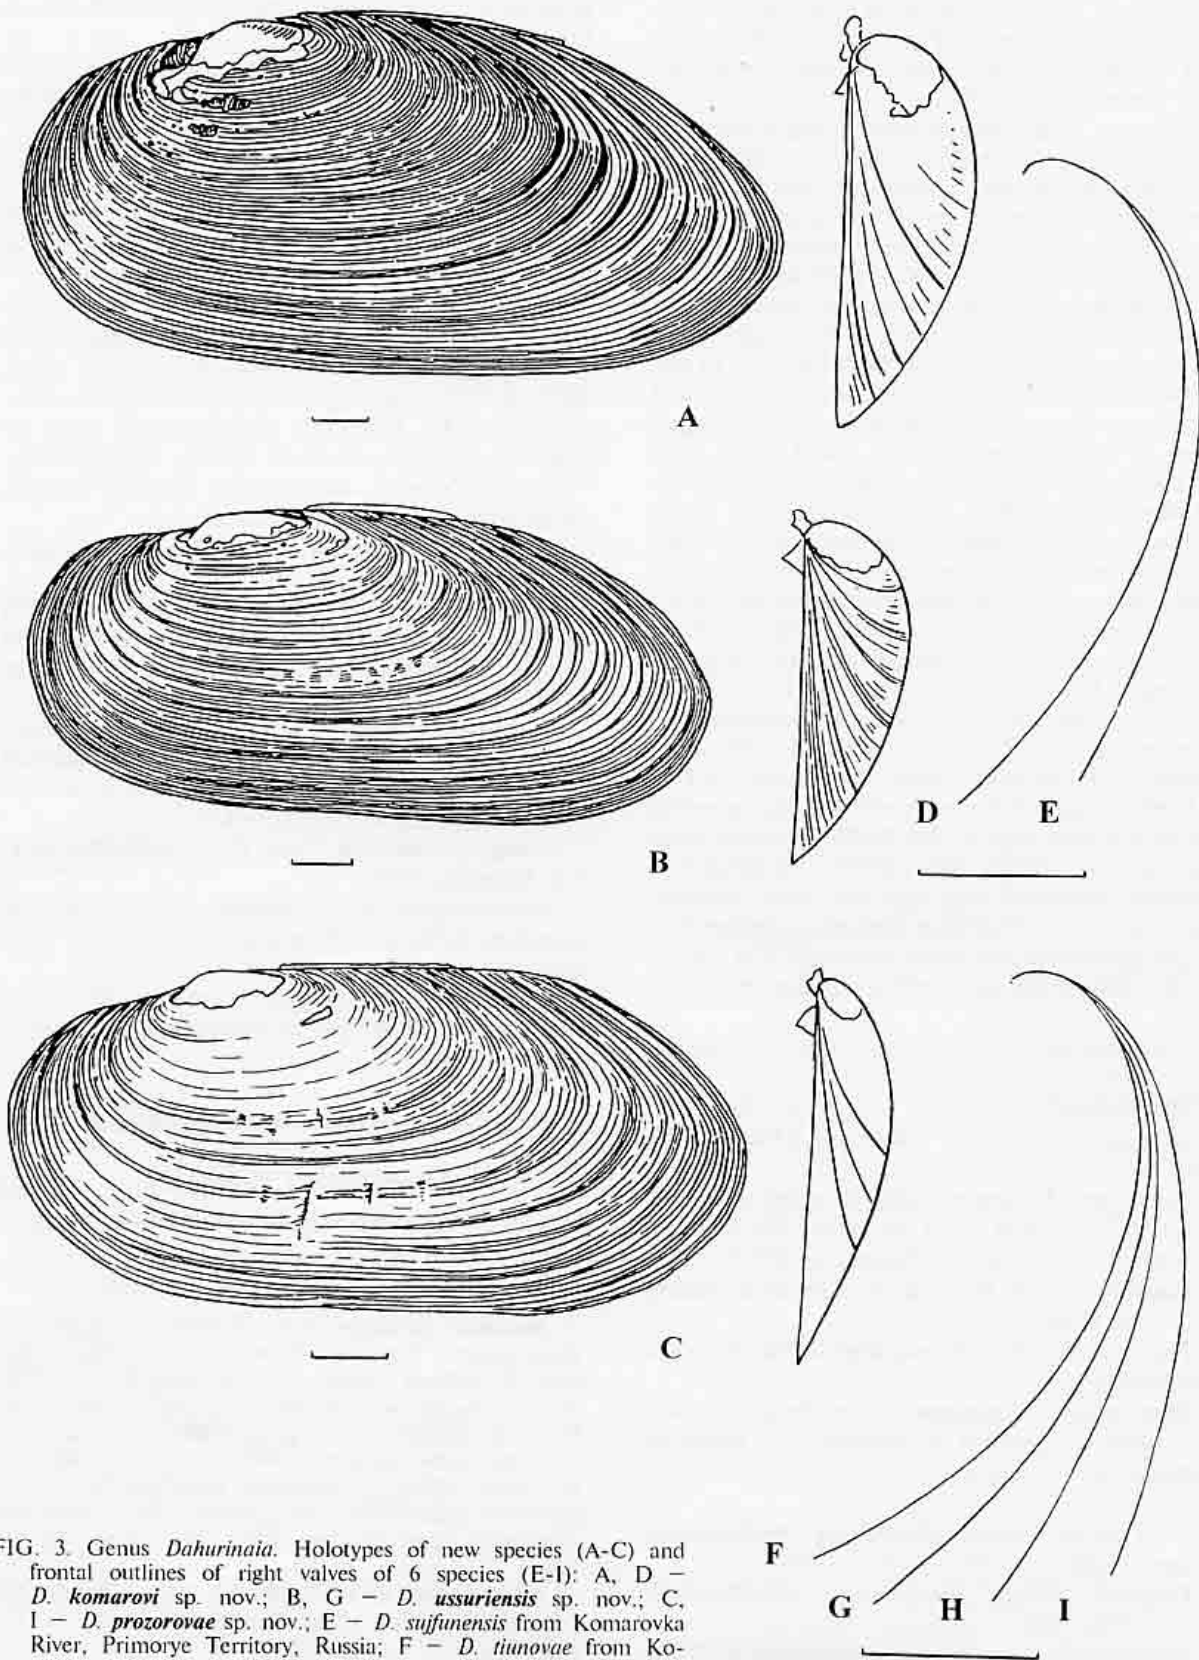 A
B
D E
C
F
G H I
FIG. 3. Genus Dahurinaia. Holotypes of new species (A-C) and
frontal outlines of right valves of 6 species (E-I): A, D –
D. komarovi sp. nov.; B, G – D. ussuriensis sp. nov.; C,
I – D. prozorovae sp. nov.; E – D. sujfunensis from Komarovka
River, Primorye Territory, Russia; F – D. tiunovae from Ko-